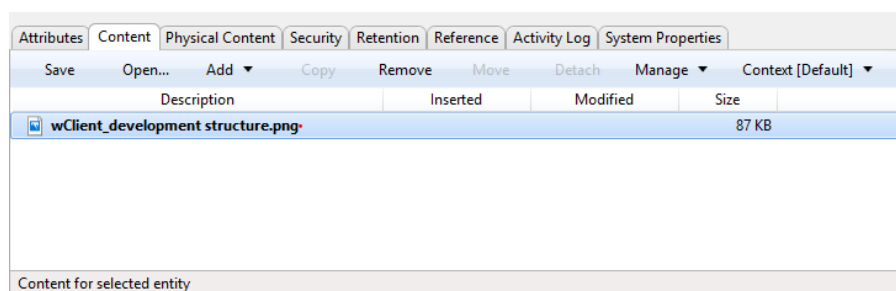 Attributes Content Physical Content Security Retention Reference Activity Log System Properties
Save Open... Add Copy Remove Move Detach Manage Context [Default]
Description Inserted Modified Size
wClient_development structure.png 87 KB
Content for selected entity